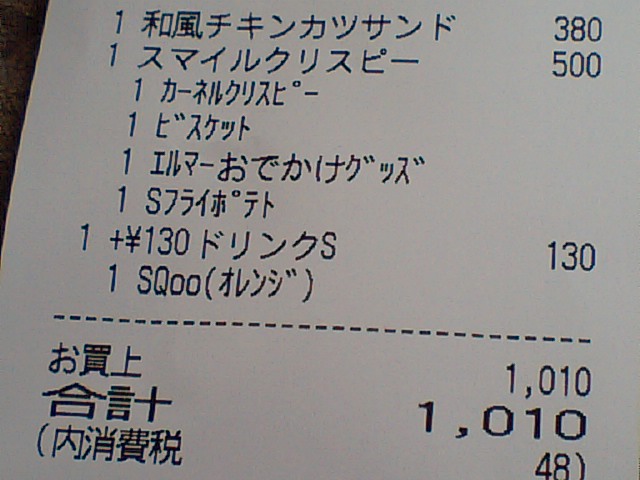 1 和風チキンカツサンド 380
1 スマイルクリスピー 500
1 カーネルクリスピー
1 ビスケット
1 エルマーおでかけグッズ
1 Sフライポテト
1 +¥130ドリンクS 130
1 SQoo(オレンジ)
お買上 1,010
合計 1,010
(内消費税 48)